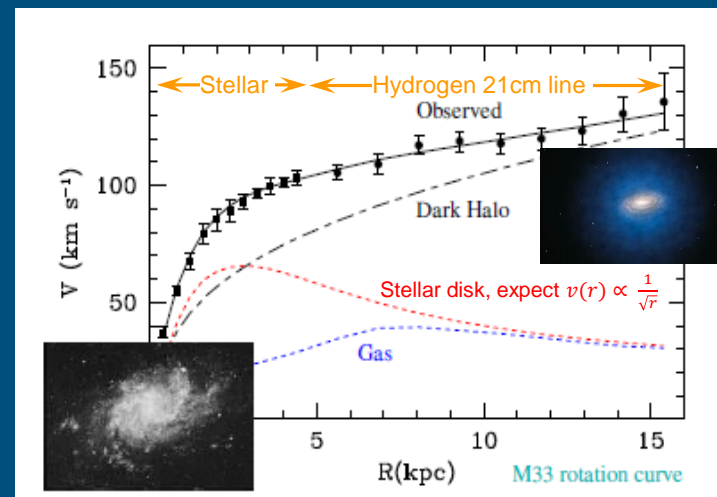 150
Stellar
Hydrogen 21cm line
Observed
100
Dark Halo
V (km s⁻¹)
Stellar disk, expect v(r) ∝ 1/√r
50
Gas
5
10
15
R(kpc)
M33 rotation curve